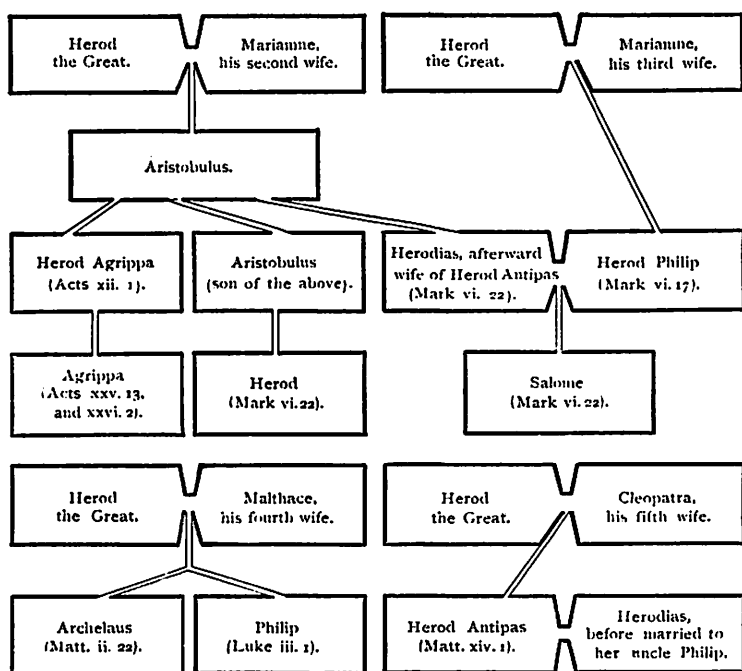 Herod
the Great.
Mariamne,
his second wife.
Herod
the Great.
Mariamne,
his third wife.
Aristobulus.
Herod Agrippa
(Acts xii. 1).
Aristobulus
(son of the above).
Herodias, afterward
wife of Herod Antipas
(Mark vi. 22).
Herod Philip
(Mark vi. 17).
Agrippa
(Acts xxv. 13,
and xxvi. 2).
Herod
(Mark vi. 22).
Salome
(Mark vi. 22).
Herod
the Great.
Malthace,
his fourth wife.
Herod
the Great.
Cleopatra,
his fifth wife.
Archelaus
(Matt. ii. 22).
Philip
(Luke iii. 1).
Herod Antipas
(Matt. xiv. 1).
Herodias,
before married to
her uncle Philip.